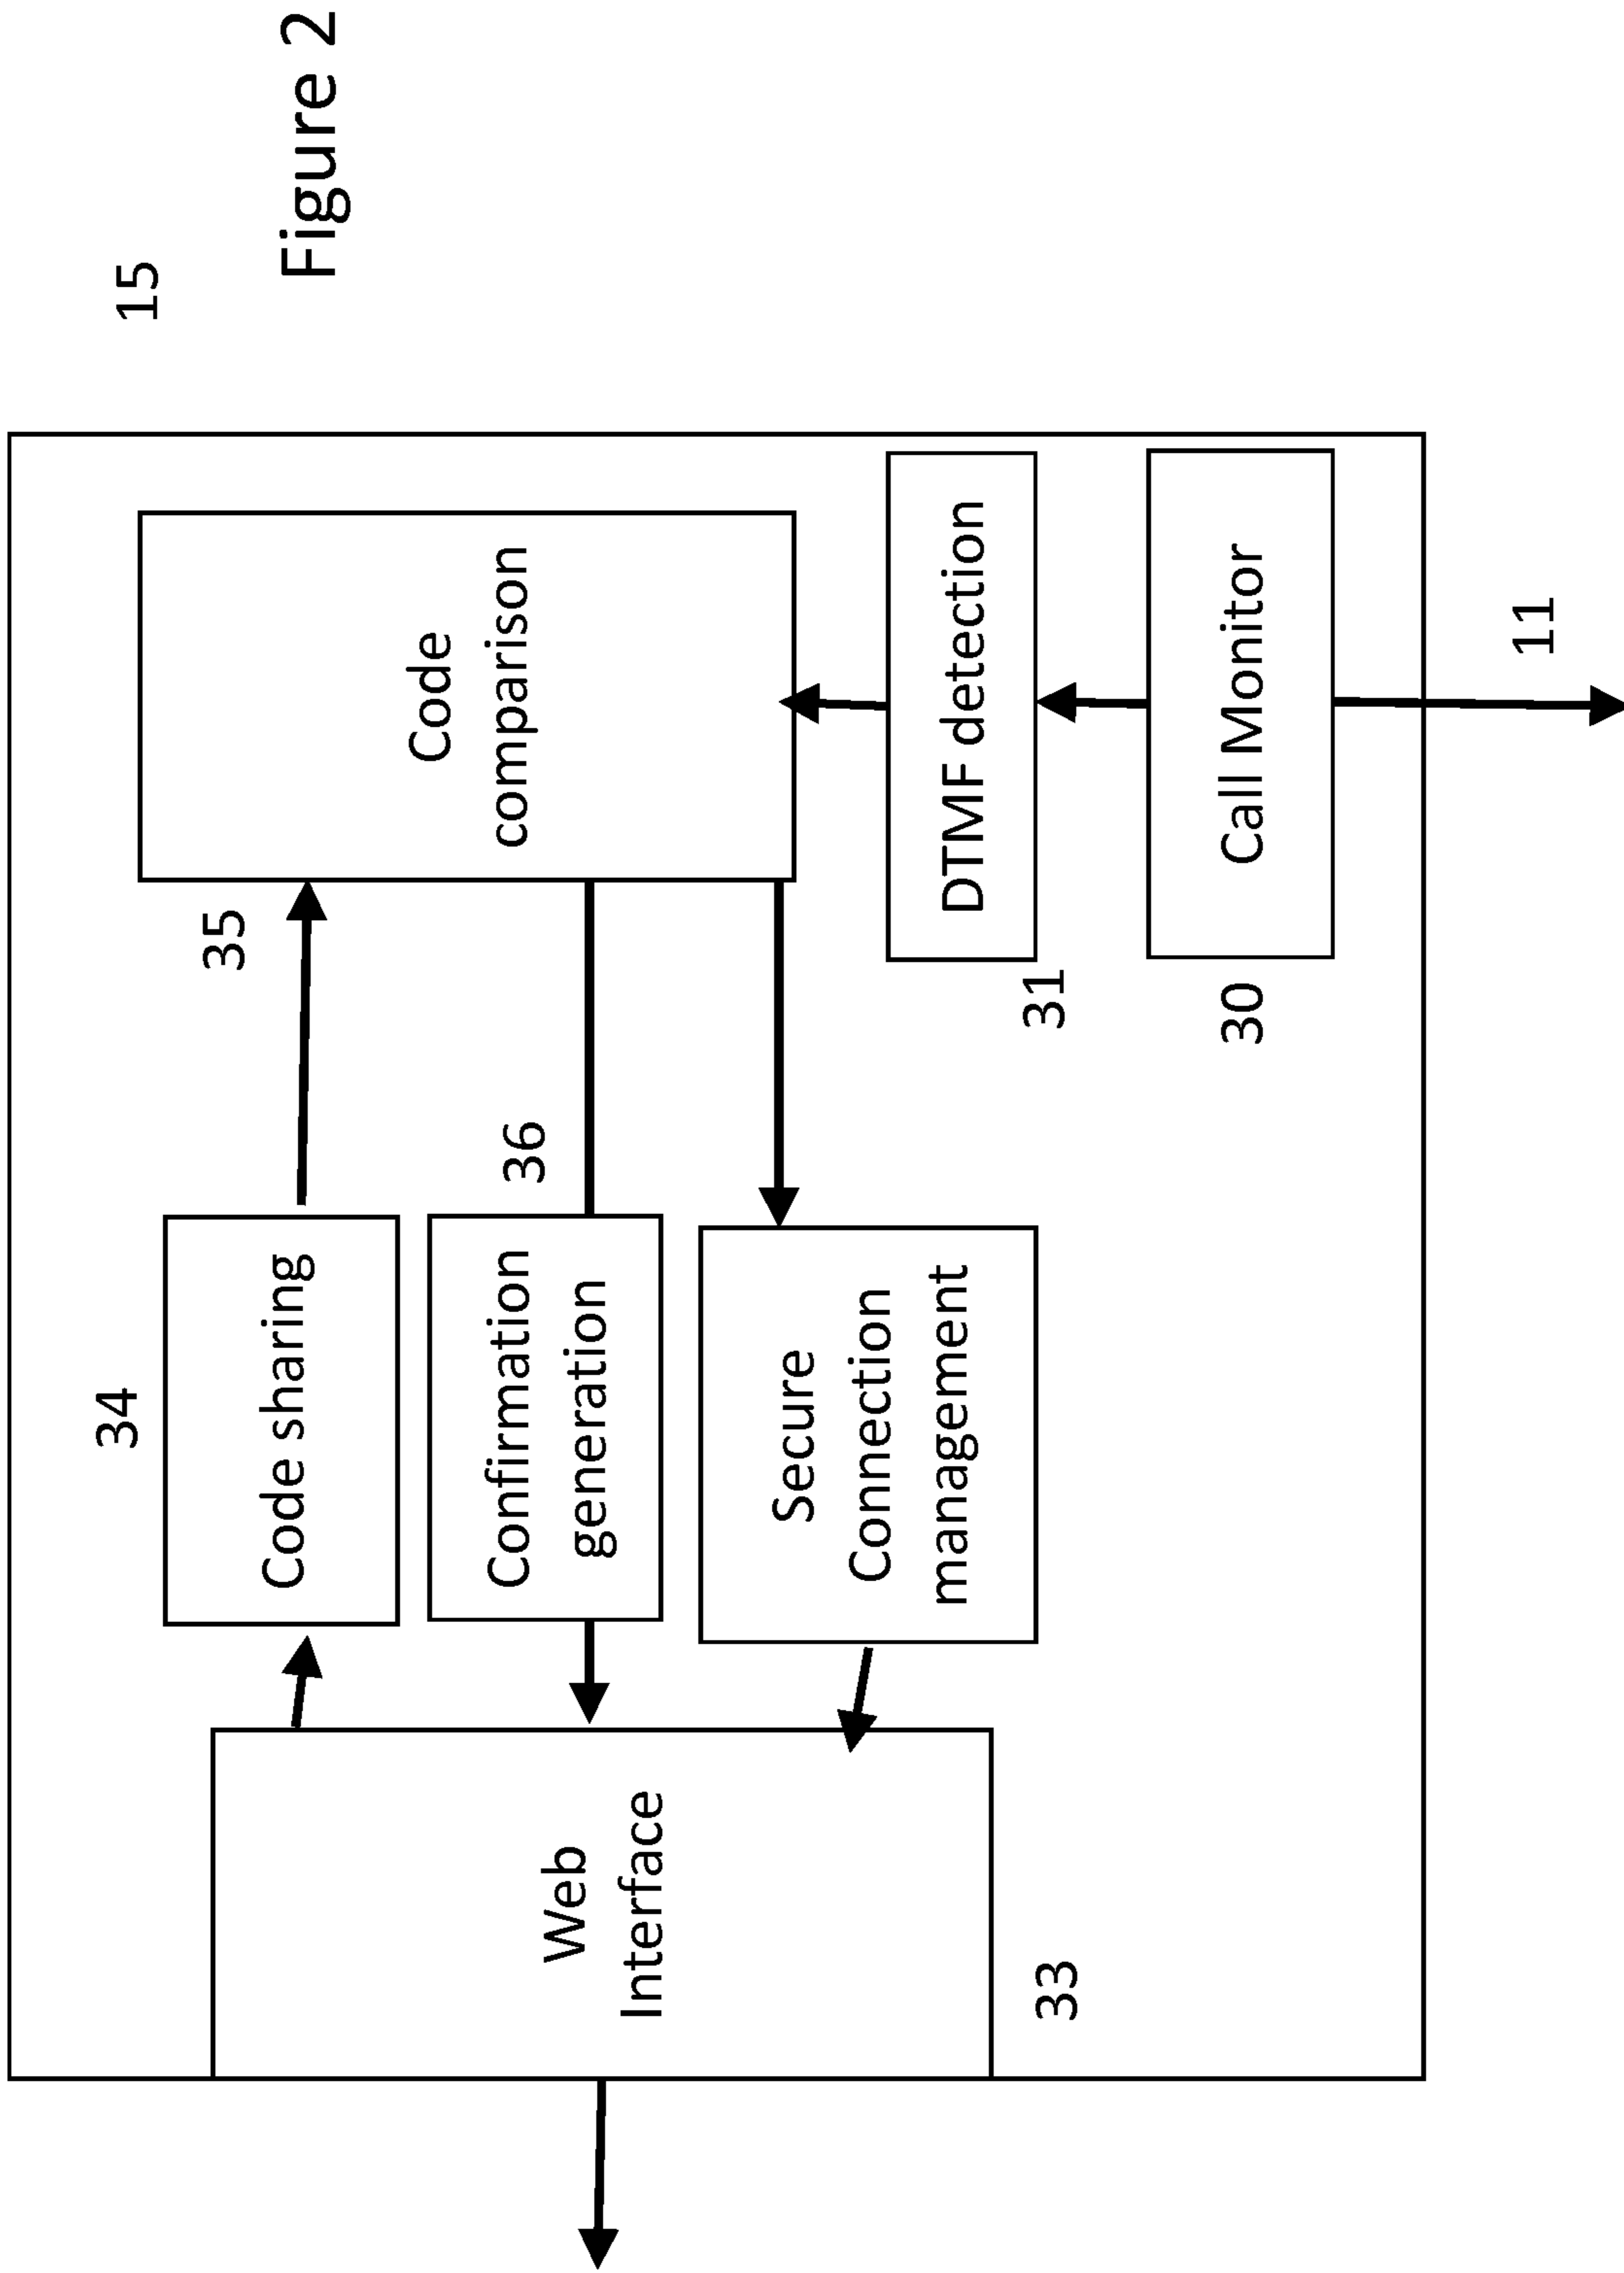 Figure 2
15
34
Code sharing
35
Code
comparison
Confirmation
generation
36
Web
Interface
Secure
Connection
management
DTMF detection
31
33
Call Monitor
30
11